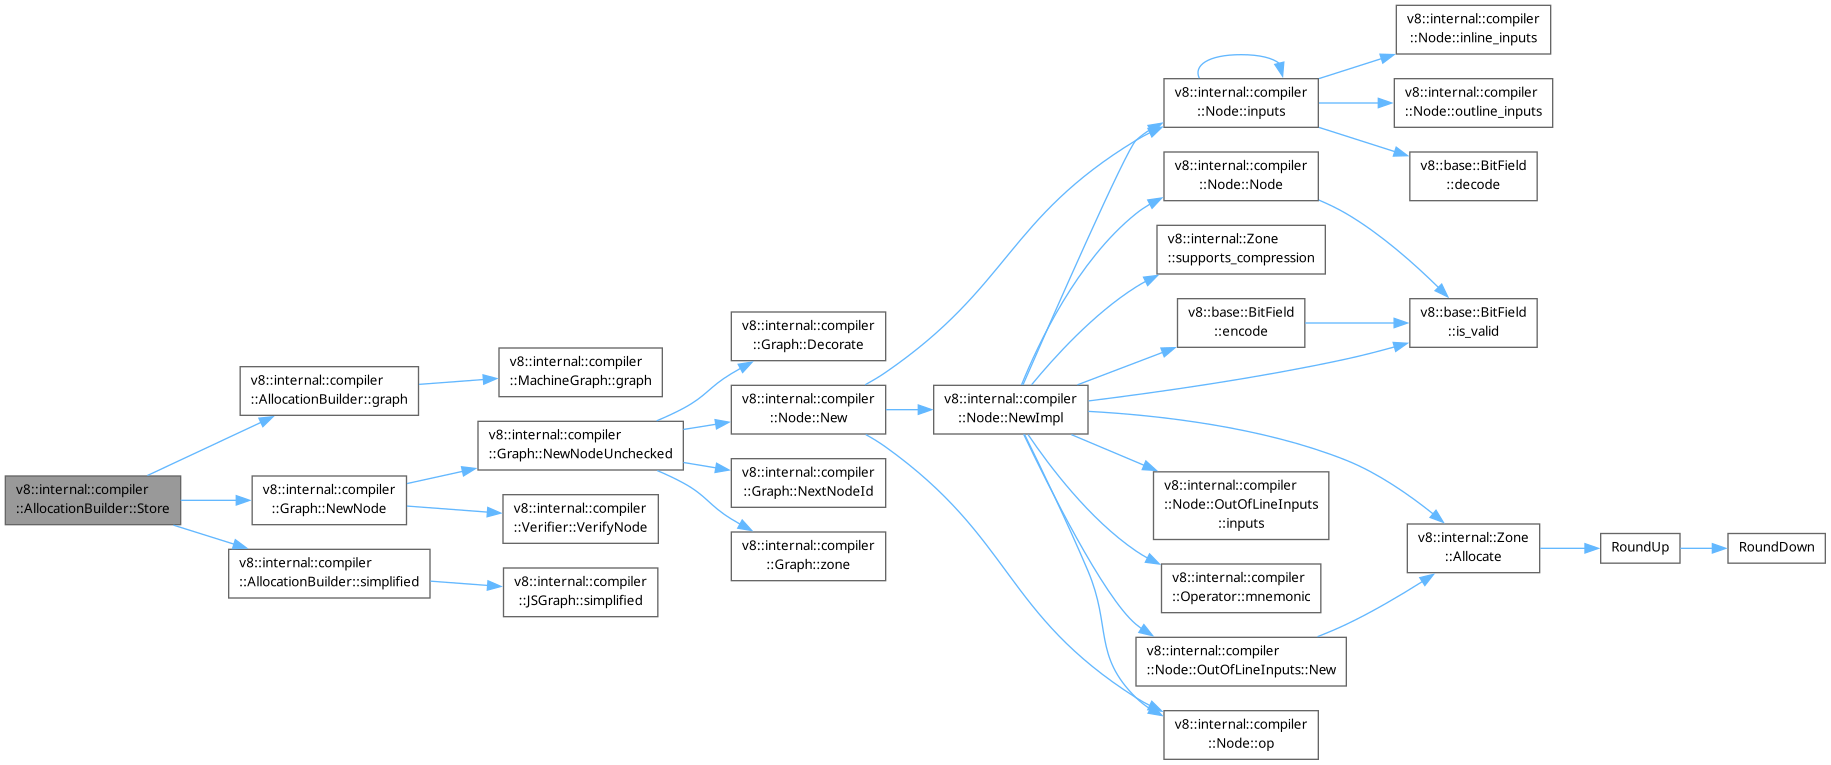 v8::internal::compiler
::AllocationBuilder::Store
v8::internal::compiler
::AllocationBuilder::graph
v8::internal::compiler
::MachineGraph::graph
v8::internal::compiler
::Graph::NewNode
v8::internal::compiler
::Graph::NewNodeUnchecked
v8::internal::compiler
::Graph::Decorate
v8::internal::compiler
::Node::New
v8::internal::compiler
::Node::inputs
v8::internal::compiler
::Node::inline_inputs
v8::internal::compiler
::Node::outline_inputs
v8::base::BitField
::decode
v8::internal::compiler
::Node::NewImpl
v8::internal::compiler
::Node::Node
v8::base::BitField
::is_valid
v8::internal::Zone
::supports_compression
v8::base::BitField
::encode
v8::internal::compiler
::Node::OutOfLineInputs
::inputs
v8::internal::compiler
::Operator::mnemonic
v8::internal::compiler
::Node::OutOfLineInputs::New
v8::internal::Zone
::Allocate
RoundUp
RoundDown
v8::internal::compiler
::Node::op
v8::internal::compiler
::Graph::NextNodeId
v8::internal::compiler
::Graph::zone
v8::internal::compiler
::Verifier::VerifyNode
v8::internal::compiler
::AllocationBuilder::simplified
v8::internal::compiler
::JSGraph::simplified